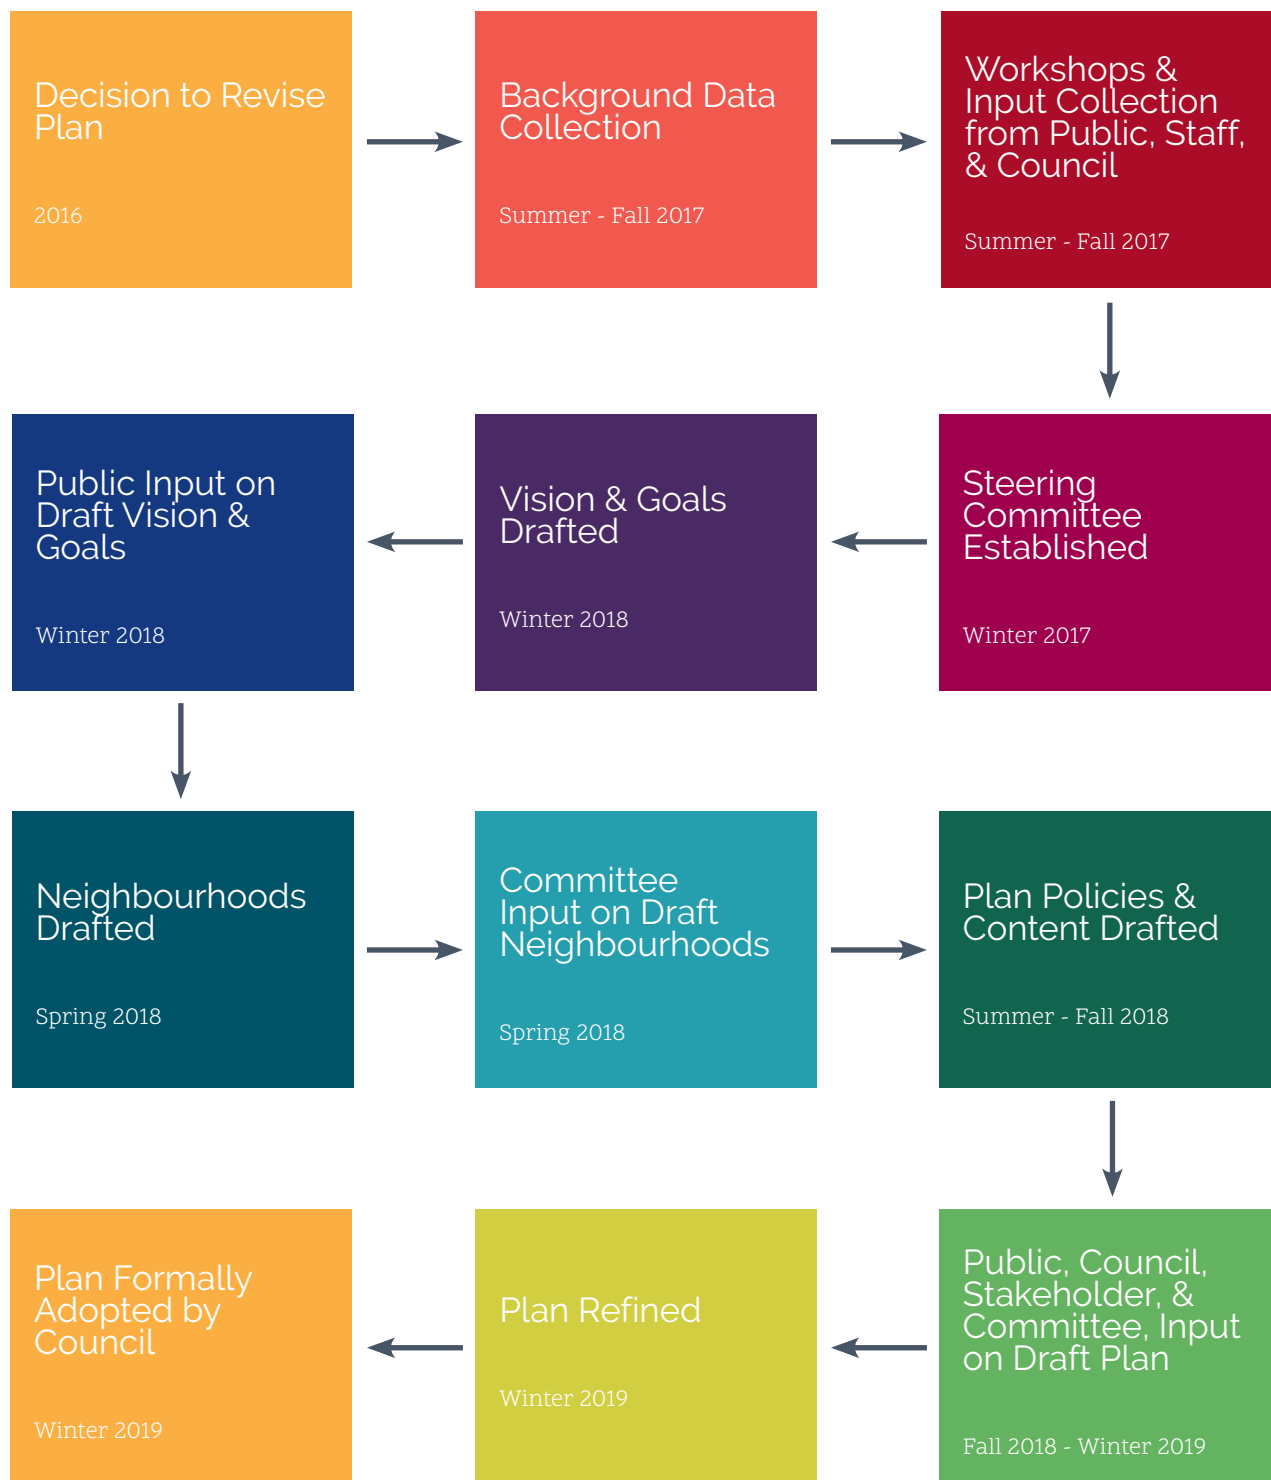 Decision to Revise
Plan
2016
Background Data
Collection
Summer - Fall 2017
Workshops &
Input Collection
from Public, Staff,
& Council
Summer - Fall 2017
Steering
Committee
Established
Winter 2017
Vision & Goals
Drafted
Winter 2018
Public Input on
Draft Vision &
Goals
Winter 2018
Neighbourhoods
Drafted
Spring 2018
Committee
Input on Draft
Neighbourhoods
Spring 2018
Plan Policies &
Content Drafted
Summer - Fall 2018
Public, Council,
Stakeholder, &
Committee, Input
on Draft Plan
Fall 2018 - Winter 2019
Plan Refined
Winter 2019
Plan Formally
Adopted by
Council
Winter 2019